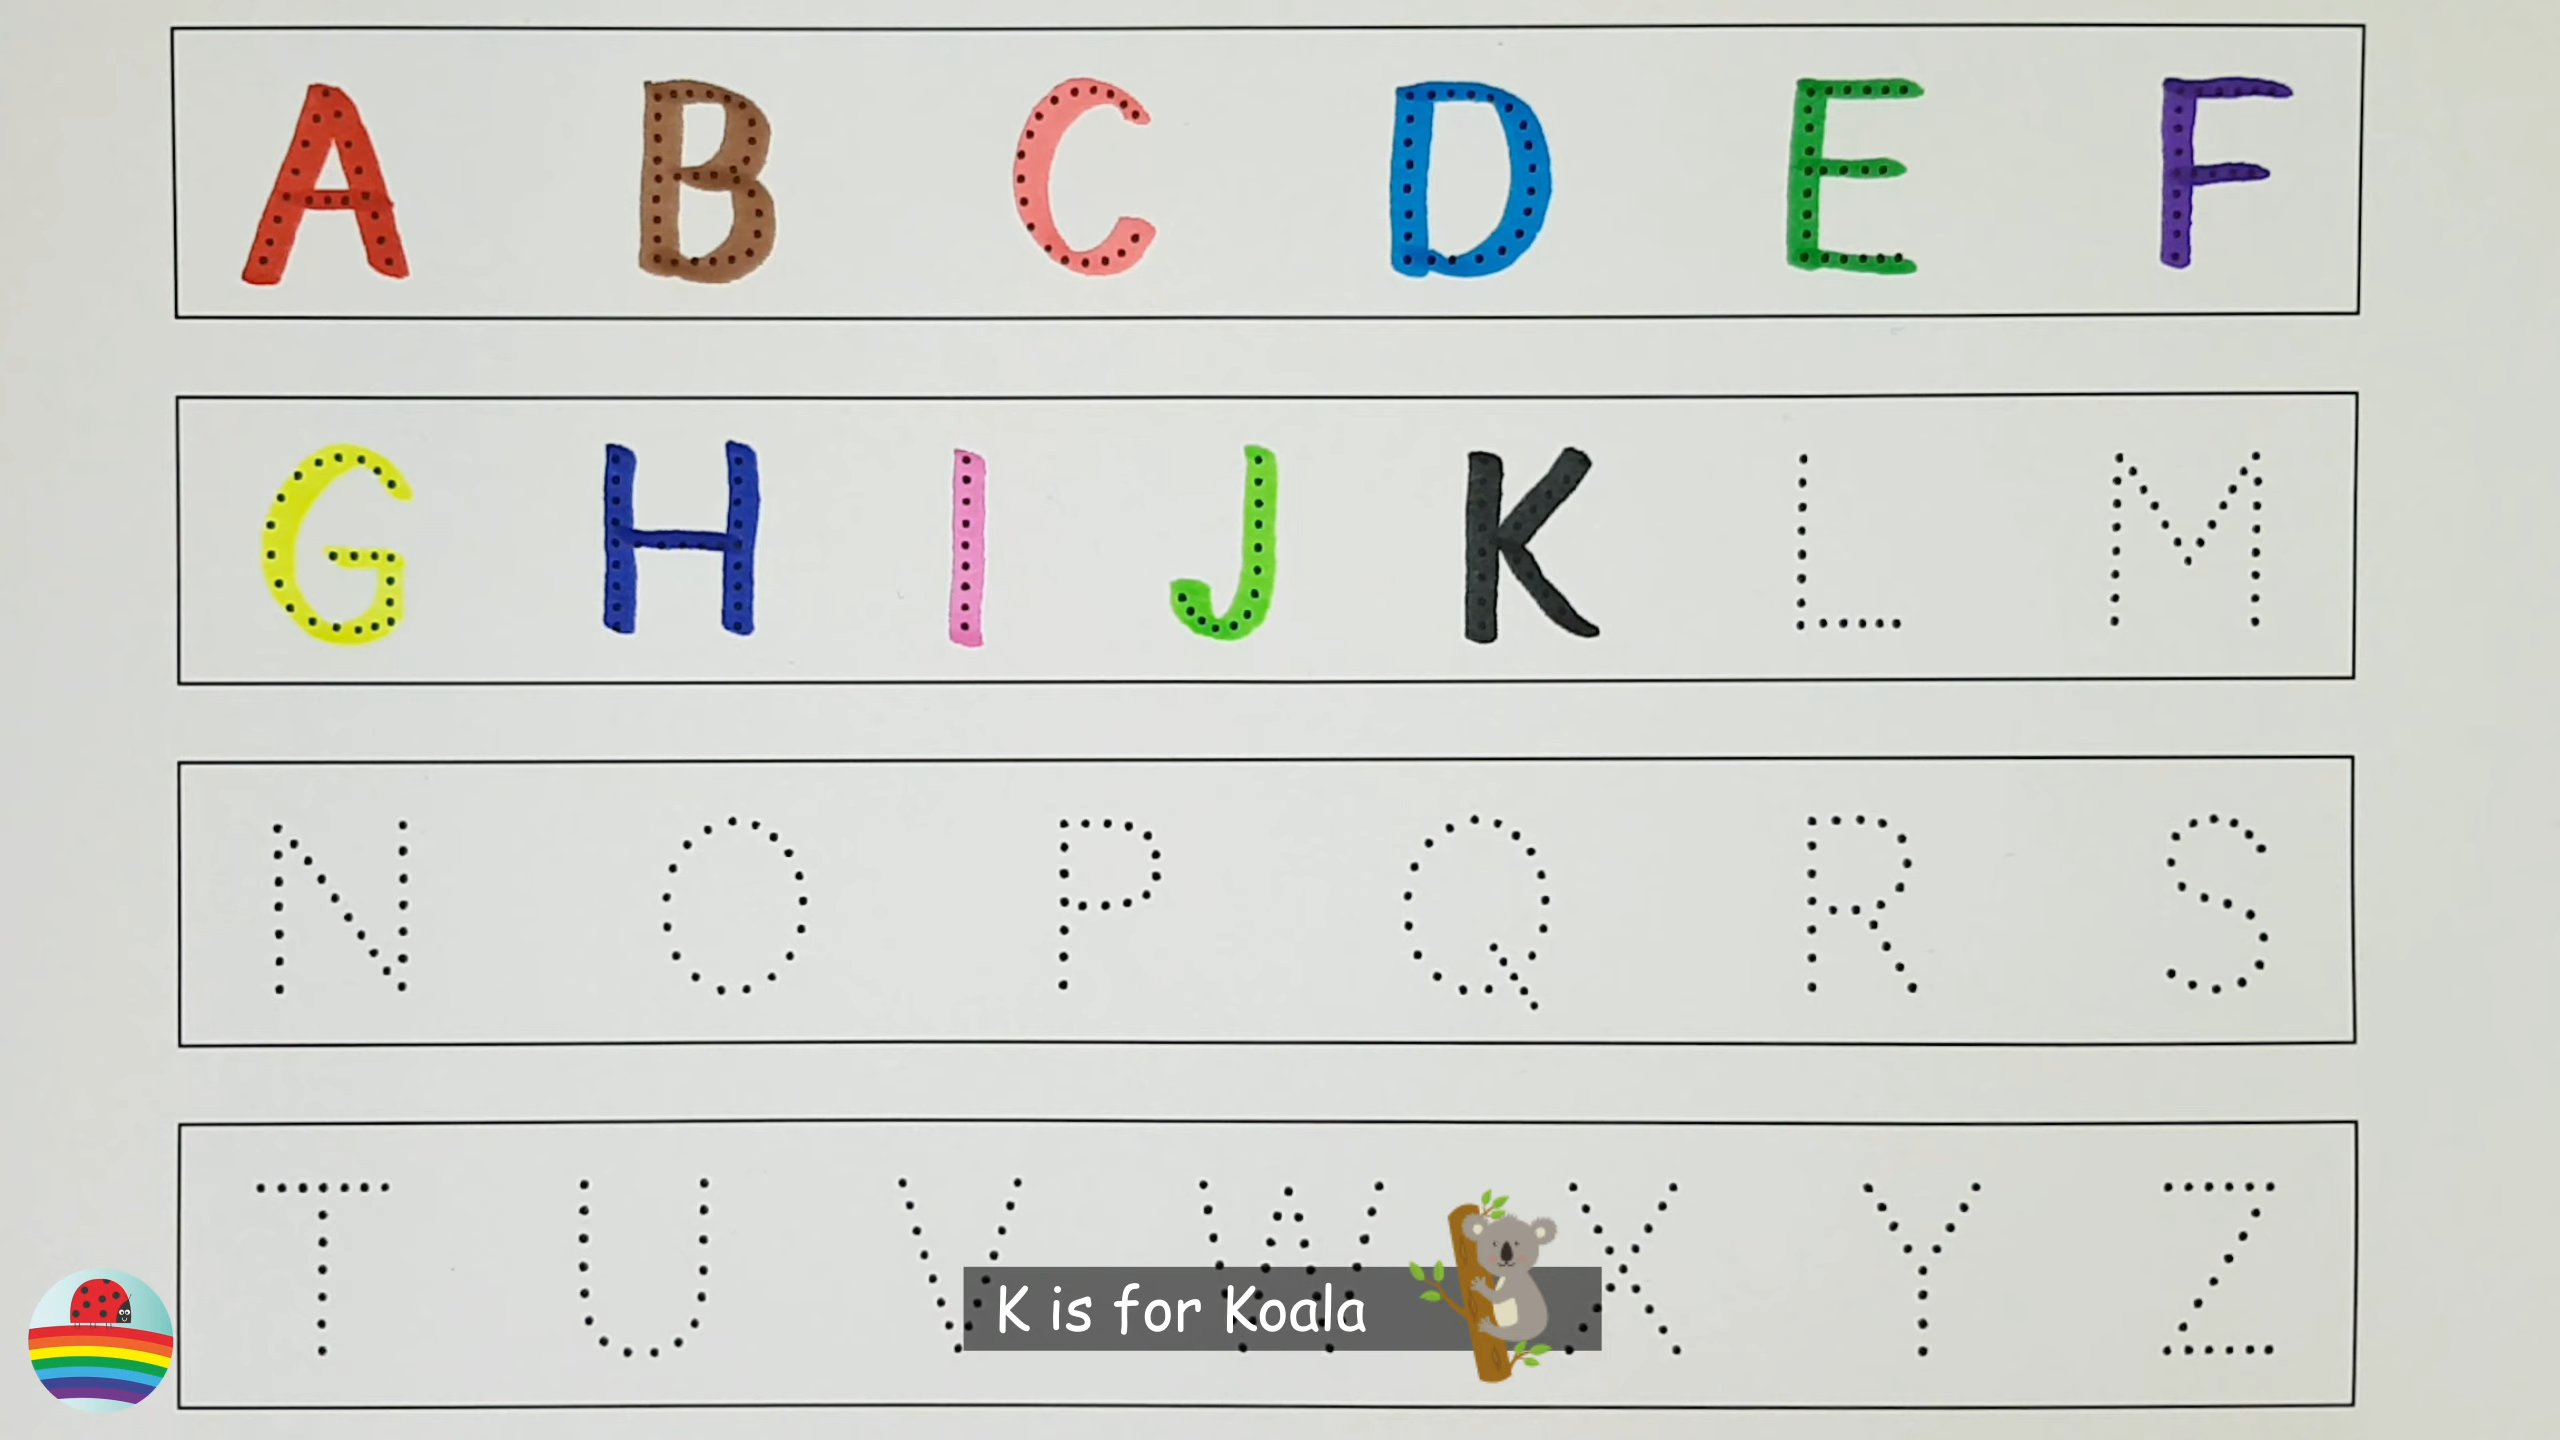 A B C D E F
G H I J K L M
N O P Q R S
T U V W X Y Z
K is for Koala